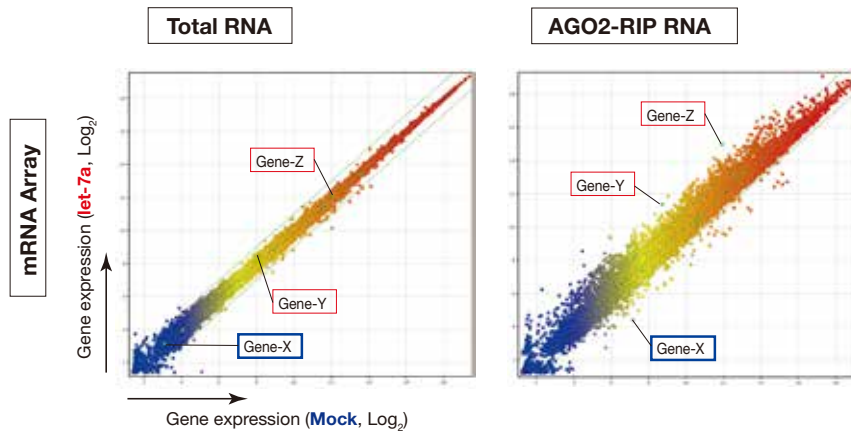 Total RNA
AGO2-RIP RNA
mRNA Array
Gene expression (let-7a, Log2)
Gene-Z
Gene-Y
Gene-X
Gene-Z
Gene-Y
Gene-X
Gene expression (Mock, Log2)